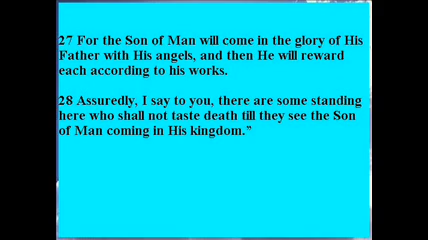 27 For the Son of Man will come in the glory of His
Father with His angels, and then He will reward
each according to his works.
28 Assuredly, I say to you, there are some standing
here who shall not taste death till they see the Son
of Man coming in His kingdom.”